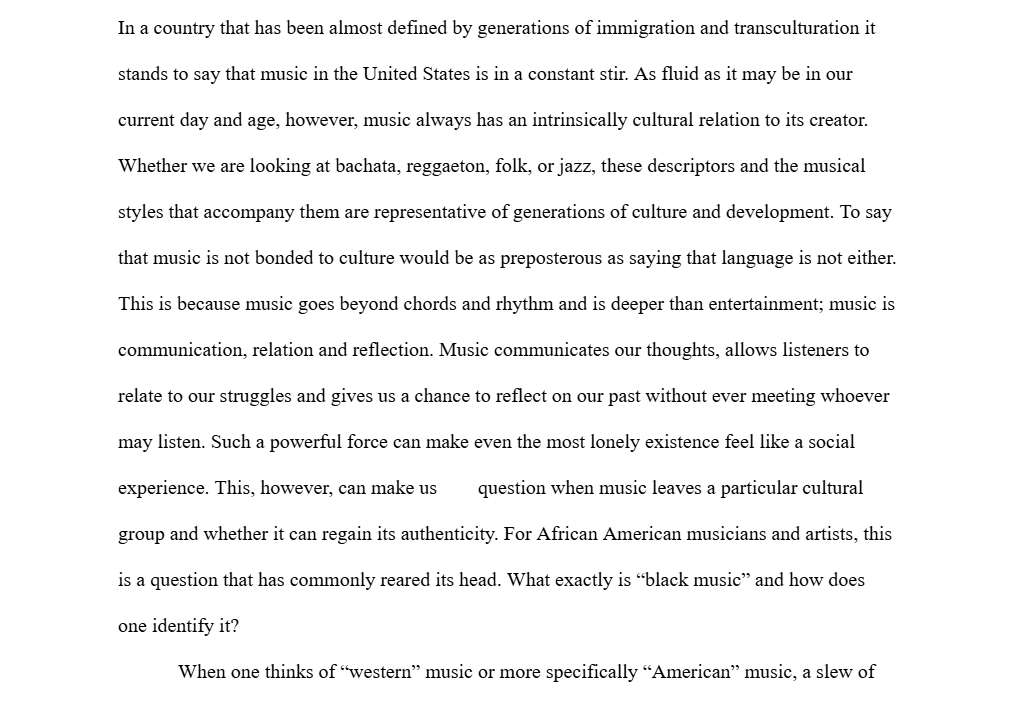 In a country that has been almost defined by generations of immigration and transculturation it
stands to say that music in the United States is in a constant stir. As fluid as it may be in our
current day and age, however, music always has an intrinsically cultural relation to its creator.
Whether we are looking at bachata, reggaeton, folk, or jazz, these descriptors and the musical
styles that accompany them are representative of generations of culture and development. To say
that music is not bonded to culture would be as preposterous as saying that language is not either.
This is because music goes beyond chords and rhythm and is deeper than entertainment; music is
communication, relation and reflection. Music communicates our thoughts, allows listeners to
relate to our struggles and gives us a chance to reflect on our past without ever meeting whoever
may listen. Such a powerful force can make even the most lonely existence feel like a social
experience. This, however, can make us question when music leaves a particular cultural
group and whether it can regain its authenticity. For African American musicians and artists, this
is a question that has commonly reared its head. What exactly is “black music” and how does
one identify it?
When one thinks of “western” music or more specifically “American” music, a slew of